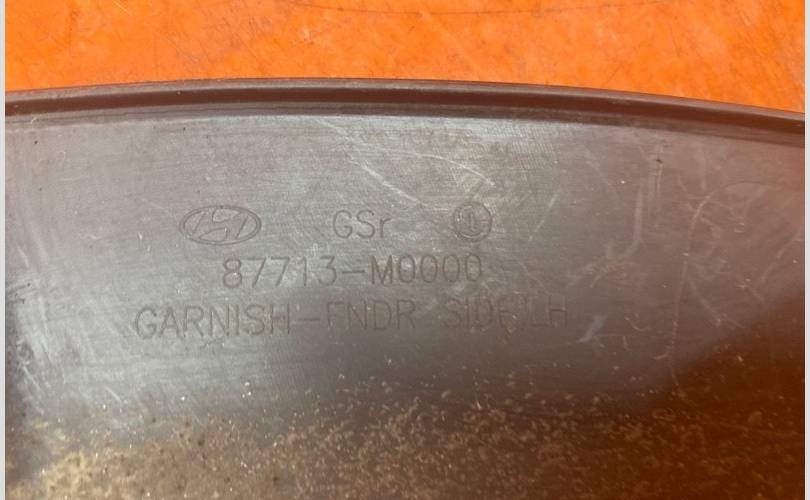 GSr
87713-M0000
GARNISH-FNDR SIDE,LH